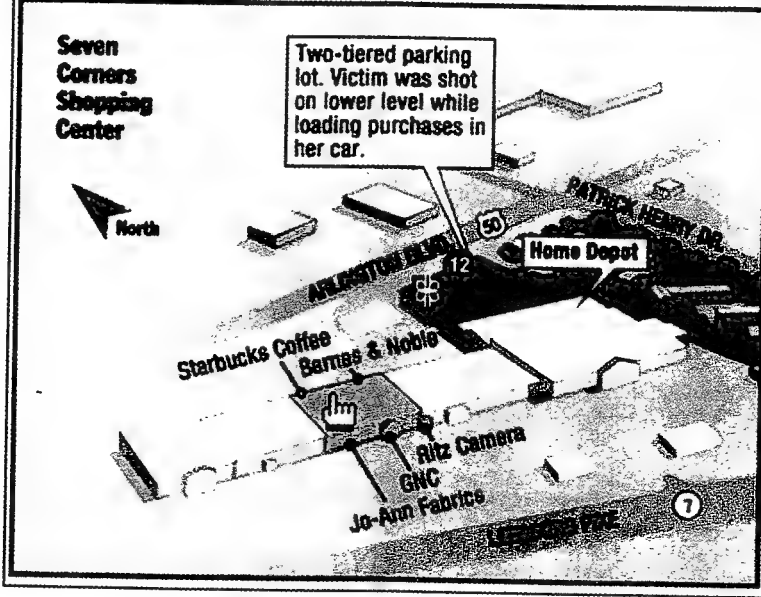 Seven
Corners
Shopping
Center
Two-tiered parking
lot. Victim was shot
on lower level while
loading purchases in
her car.
North
PATRICK HENRY DR.
50
ARLINGTON BLVD.
12
Home Depot
Starbucks Coffee
Barnes & Noble
Ritz Camera
GNC
Jo-Ann Fabrics
7
LEESBURG PIKE